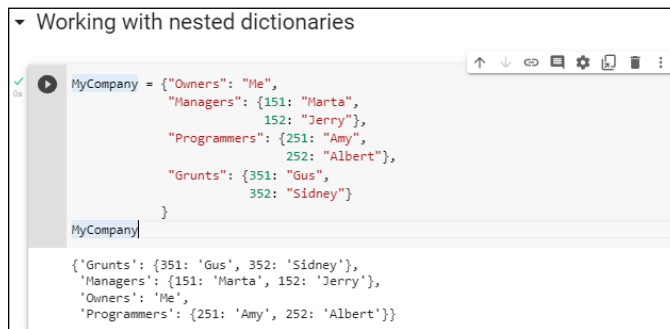 Working with nested dictionaries
0s
MyCompany = {"Owners": "Me",
"Managers": {151: "Marta",
152: "Jerry"},
"Programmers": {251: "Amy",
252: "Albert"},
"Grunts": {351: "Gus",
352: "Sidney"}
}
MyCompany
{'Grunts': {351: 'Gus', 352: 'Sidney'},
'Managers': {151: 'Marta', 152: 'Jerry'},
'Owners': 'Me',
'Programmers': {251: 'Amy', 252: 'Albert'}}